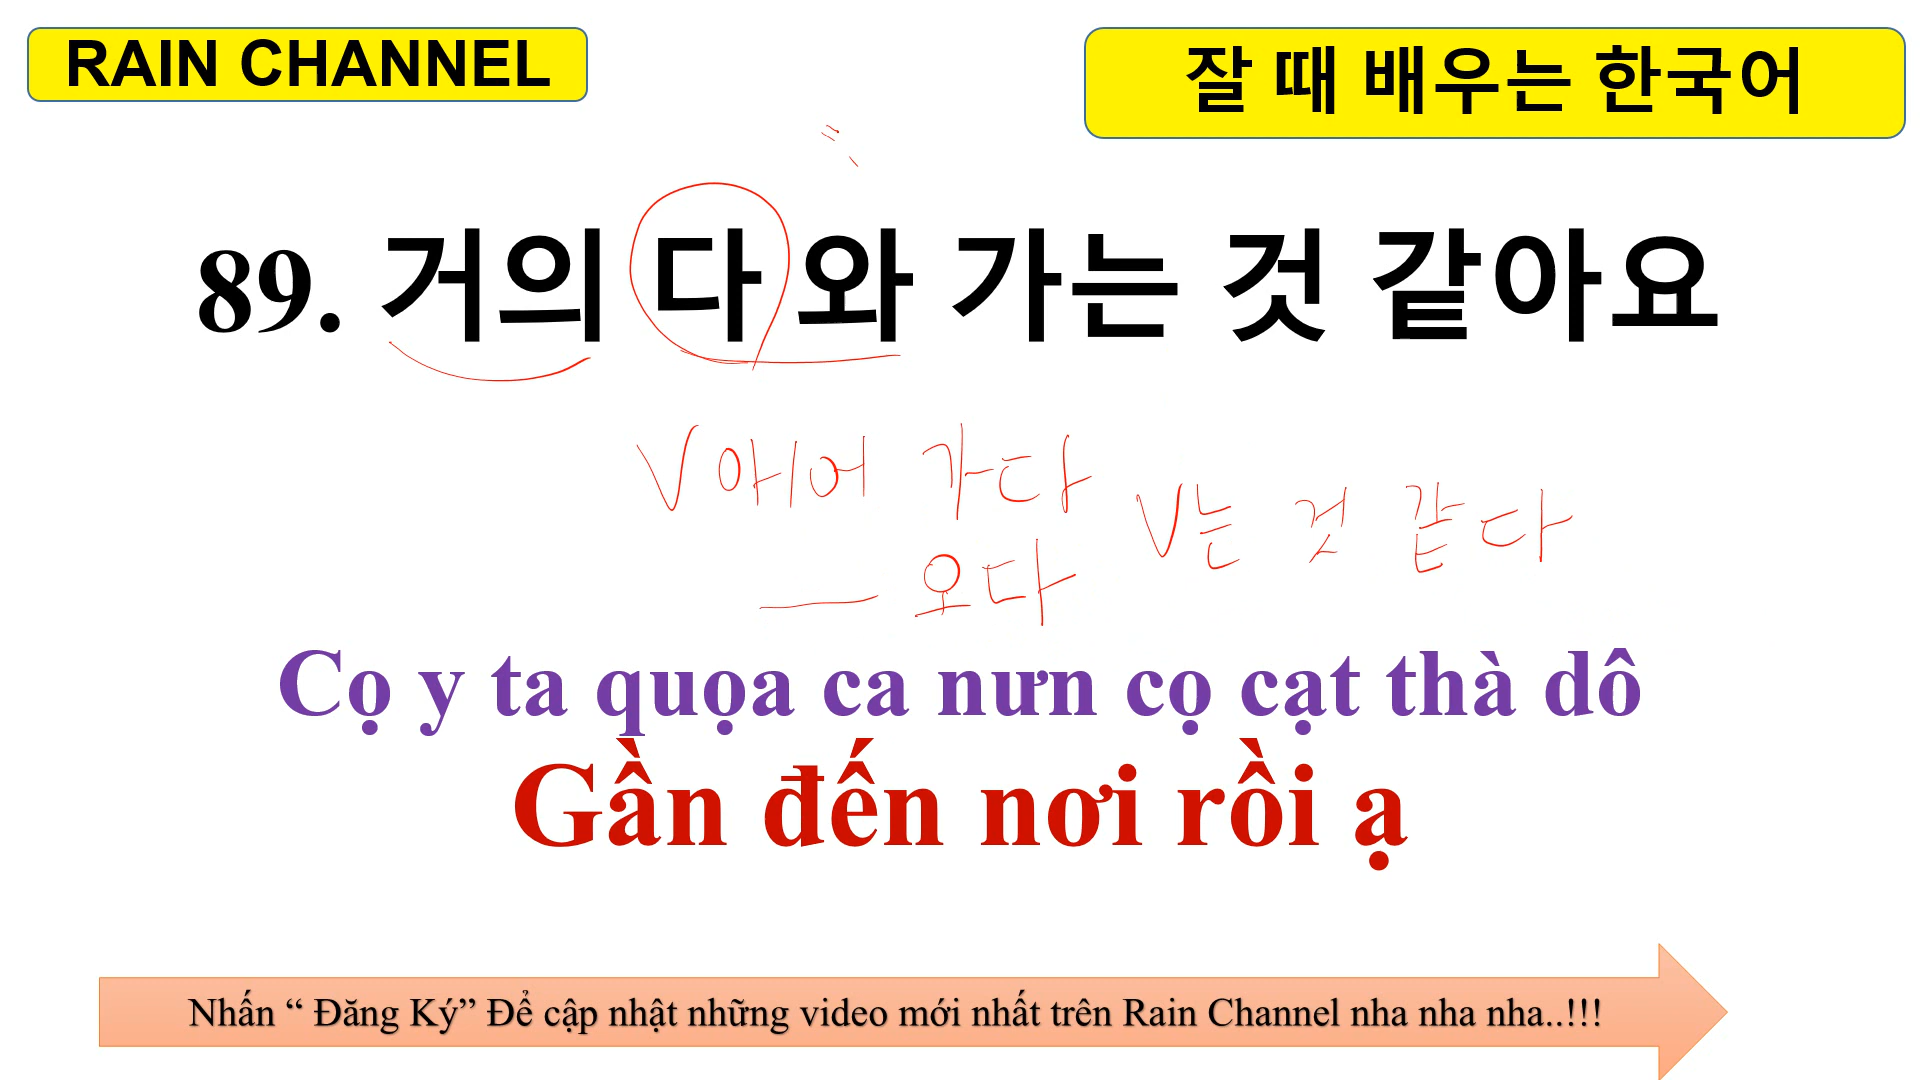 RAIN CHANNEL
잘 때 배우는 한국어
89. 거의 다 와 가는 것 같아요
V 아/어 가다
V는 것 같다
오다
Cọ y ta quọa ca nưn cọ cạt thà dô
Gần đến nơi rồi ạ
Nhấn “ Đăng Ký” Để cập nhật những video mới nhất trên Rain Channel nha nha nha..!!!